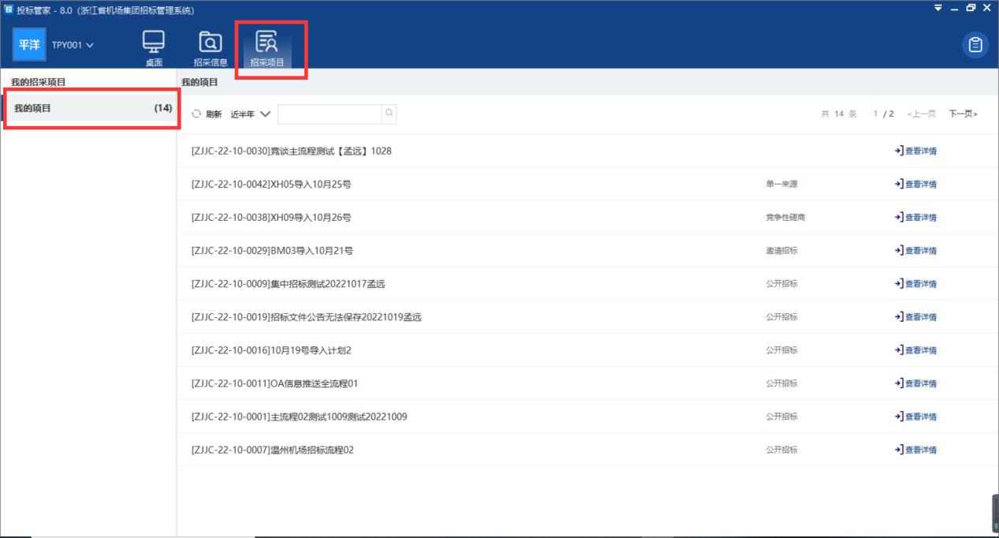 投标管家 - 8.0（浙江省机场集团招标管理系统）
平洋 TPY001
桌面 招采信息 招采项目
我的招采项目
我的项目 (14)
我的项目
刷新 近半年 共 14 条 1 / 2 <上一页 下一页>
[ZJJC-22-10-0030]竟谈主流程测试【孟远】1028 查看详情
[ZJJC-22-10-0042]XH05导入10月25号 单一来源 查看详情
[ZJJC-22-10-0038]XH09导入10月26号 竞争性磋商 查看详情
[ZJJC-22-10-0029]BM03导入10月21号 邀请招标 查看详情
[ZJJC-22-10-0009]集中招标测试20221017孟远 公开招标 查看详情
[ZJJC-22-10-0019]招标文件公告无法保存20221019孟远 公开招标 查看详情
[ZJJC-22-10-0016]10月19号导入计划2 公开招标 查看详情
[ZJJC-22-10-0011]OA信息推送全流程01 公开招标 查看详情
[ZJJC-22-10-0001]主流程02测试1009测试20221009 公开招标 查看详情
[ZJJC-22-10-0007]温州机场招标流程02 公开招标 查看详情